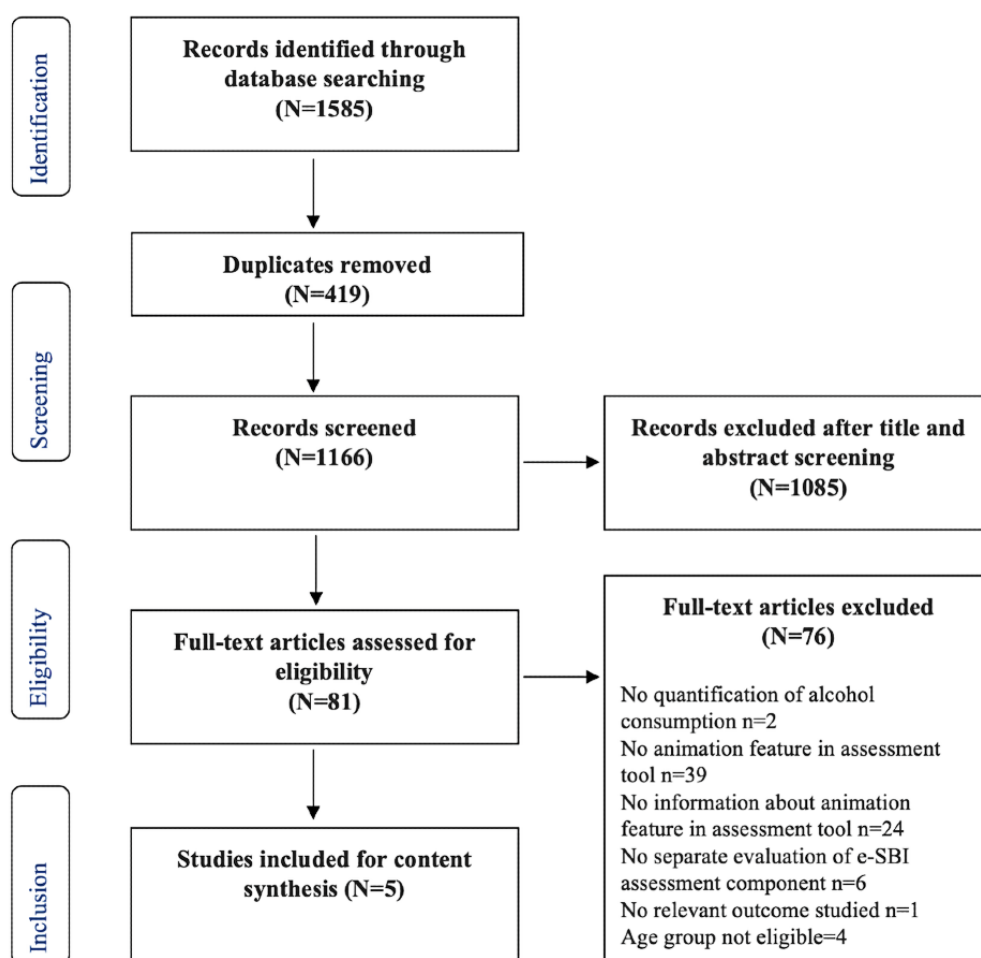 Identification
Records identified through
database searching
(N=1585)
Duplicates removed
(N=419)
Screening
Records screened
(N=1166)
Records excluded after title and
abstract screening
(N=1085)
Eligibility
Full-text articles assessed for
eligibility
(N=81)
Full-text articles excluded
(N=76)
No quantification of alcohol
consumption n=2
No animation feature in assessment
tool n=39
No information about animation
feature in assessment tool n=24
No separate evaluation of e-SBI
assessment component n=6
No relevant outcome studied n=1
Age group not eligible=4
Inclusion
Studies included for content
synthesis (N=5)